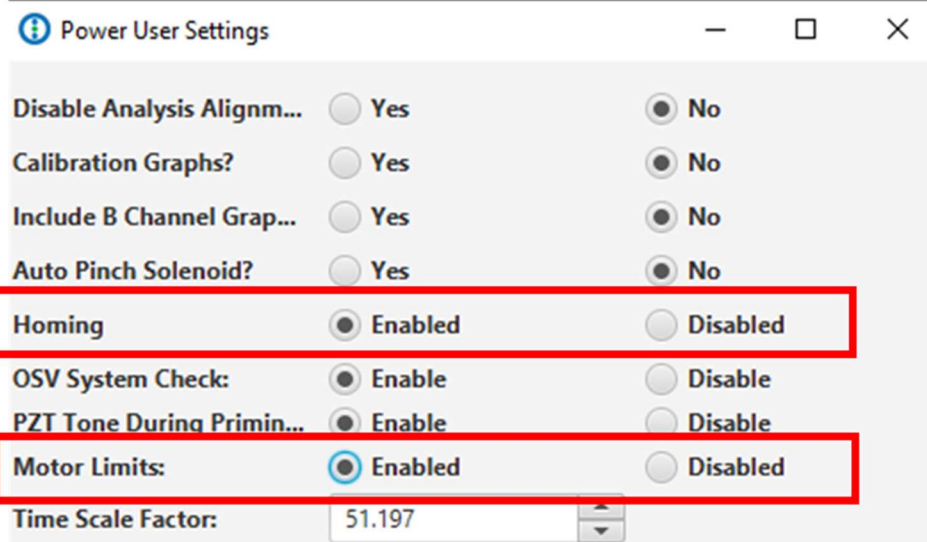 Power User Settings
Disable Analysis Alignm... Yes No
Calibration Graphs? Yes No
Include B Channel Grap... Yes No
Auto Pinch Solenoid? Yes No
Homing Enabled Disabled
OSV System Check: Enable Disable
PZT Tone During Primin... Enable Disable
Motor Limits: Enabled Disabled
Time Scale Factor: 51.197